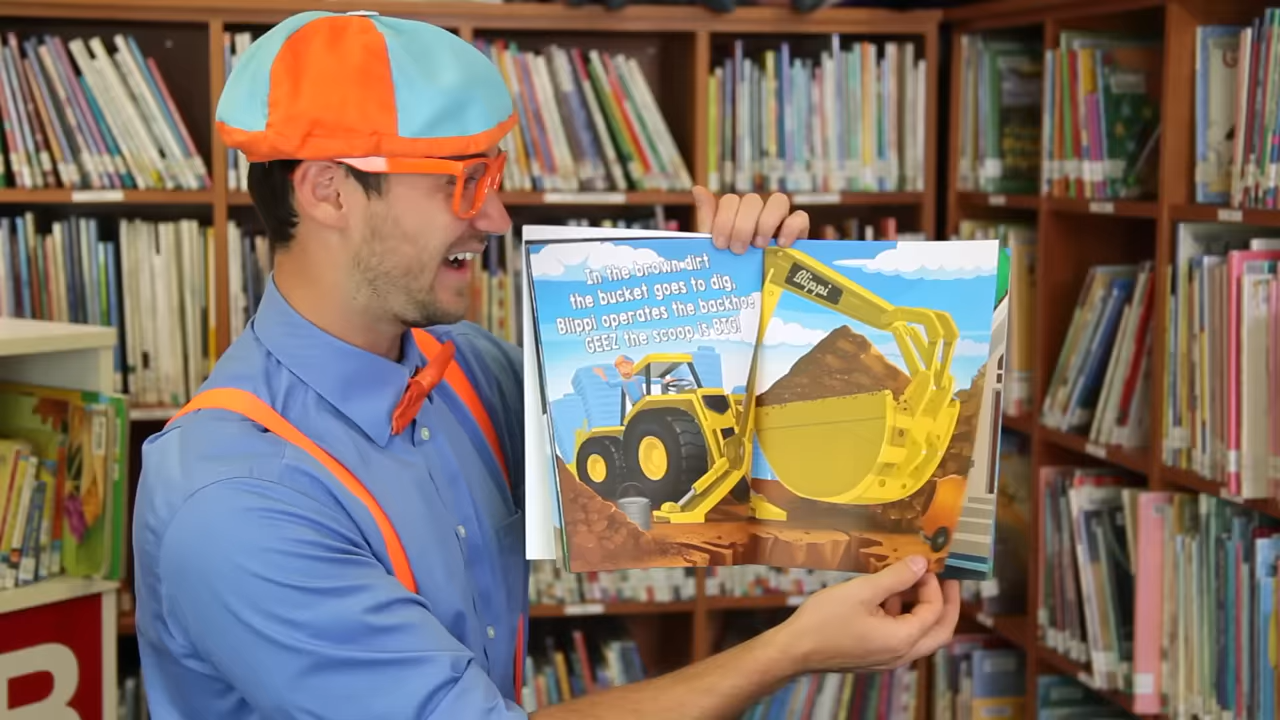 In the brown dirt
the bucket goes to dig,
Blippi operates the backhoe
GEEZ the scoop is BIG!
Blippi
B